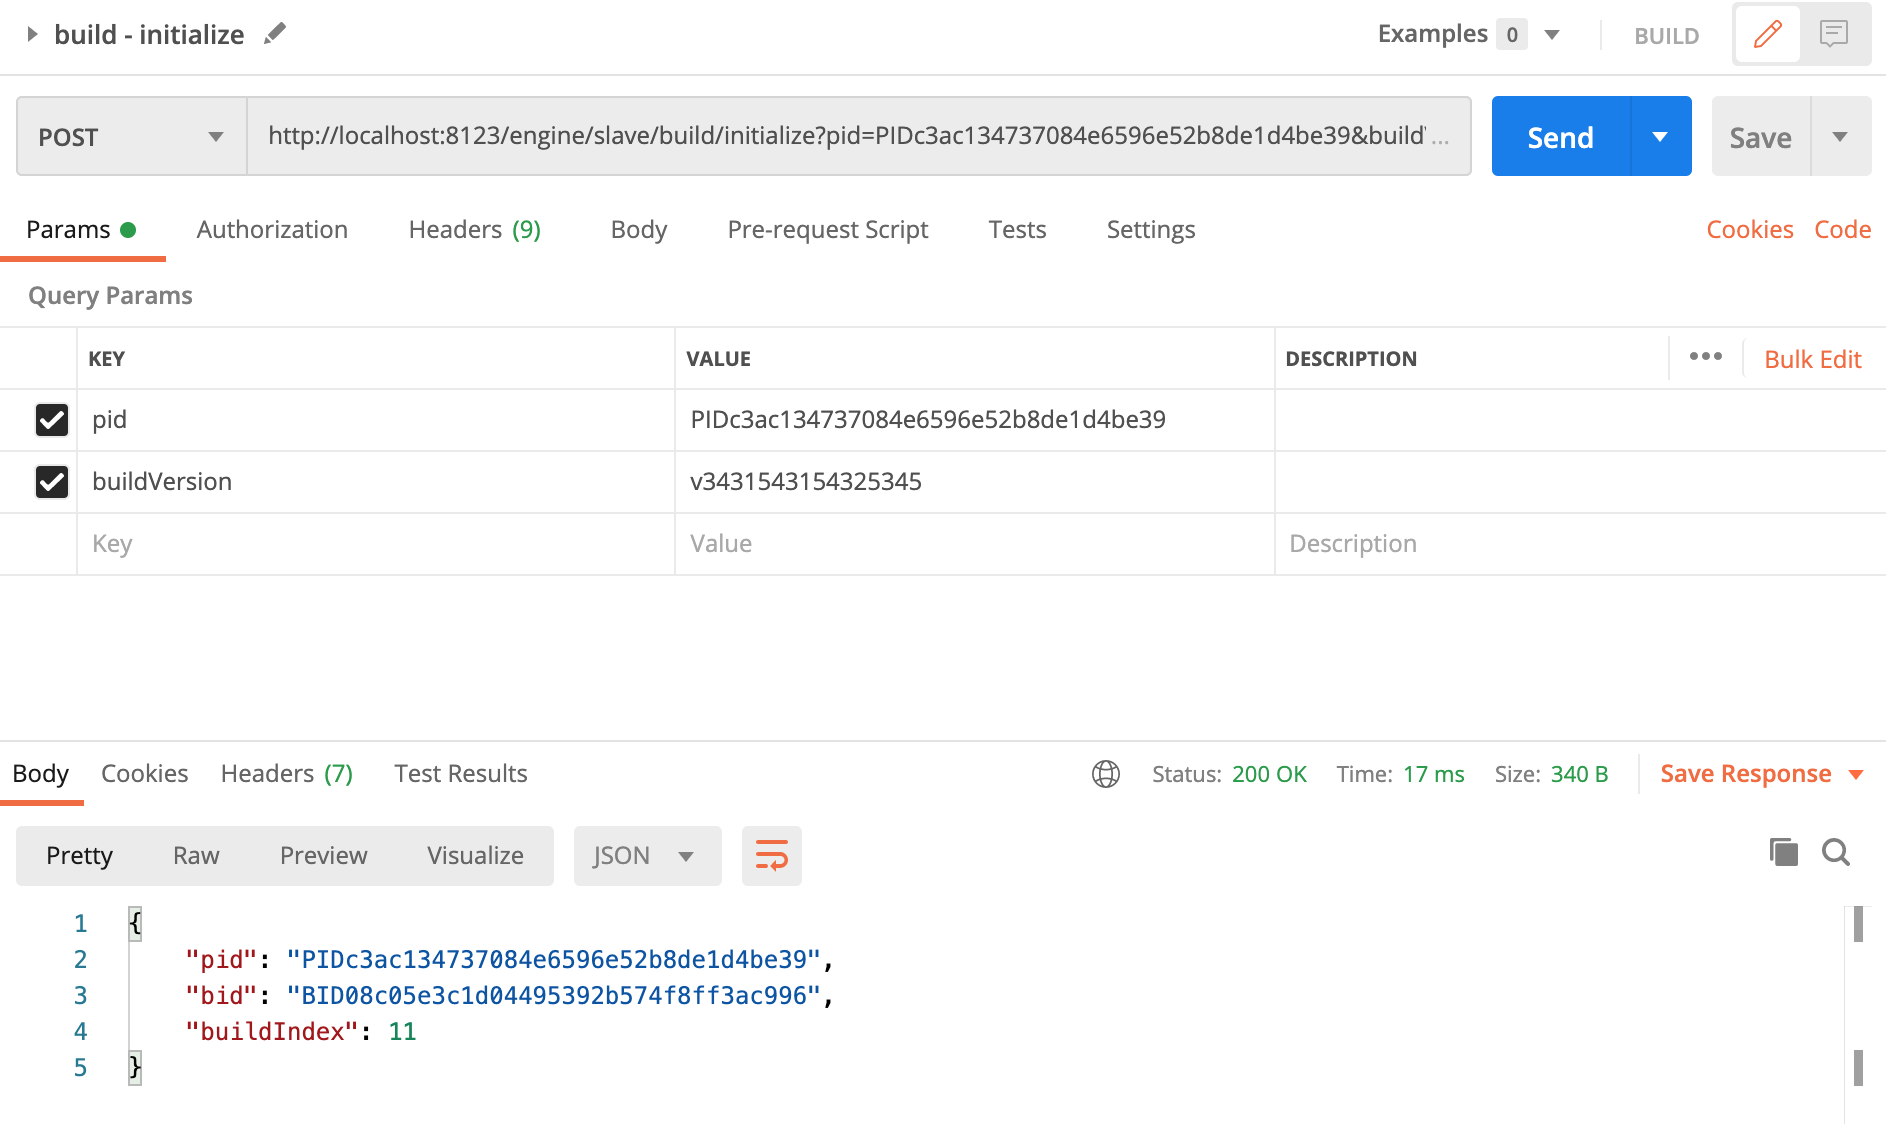 build - initialize
Examples 0
BUILD
POST
http://localhost:8123/engine/slave/build/initialize?pid=PIDc3ac134737084e6596e52b8de1d4be39&build ...
Send
Save
Params
Authorization
Headers (9)
Body
Pre-request Script
Tests
Settings
Cookies
Code
Query Params
KEY VALUE DESCRIPTION ••• Bulk Edit
pid PIDc3ac134737084e6596e52b8de1d4be39
buildVersion v3431543154325345
Key Value Description
Body
Cookies
Headers (7)
Test Results
Status: 200 OK
Time: 17 ms
Size: 340 B
Save Response
Pretty
Raw
Preview
Visualize
JSON
1 {
2 "pid": "PIDc3ac134737084e6596e52b8de1d4be39",
3 "bid": "BID08c05e3c1d04495392b574f8ff3ac996",
4 "buildIndex": 11
5 }